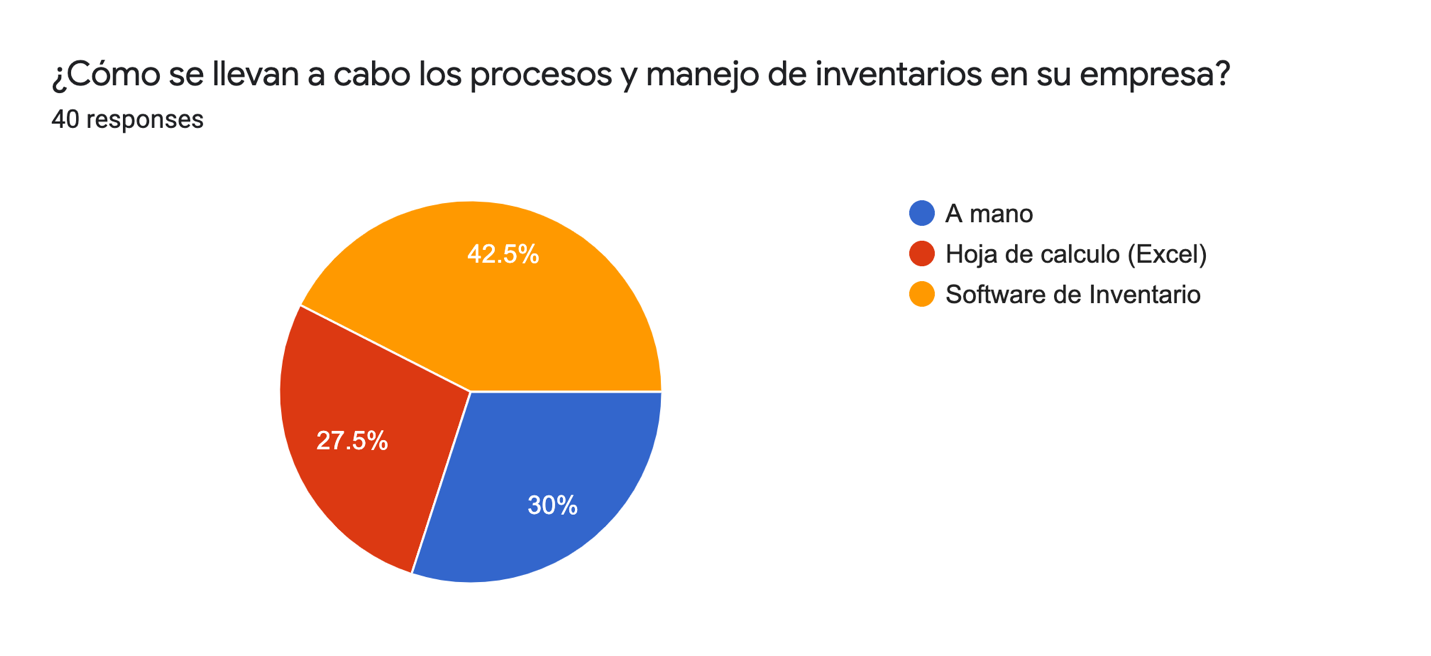 ¿Cómo se llevan a cabo los procesos y manejo de inventarios en su empresa?
40 responses
A mano
Hoja de calculo (Excel)
Software de Inventario
42.5%
27.5%
30%